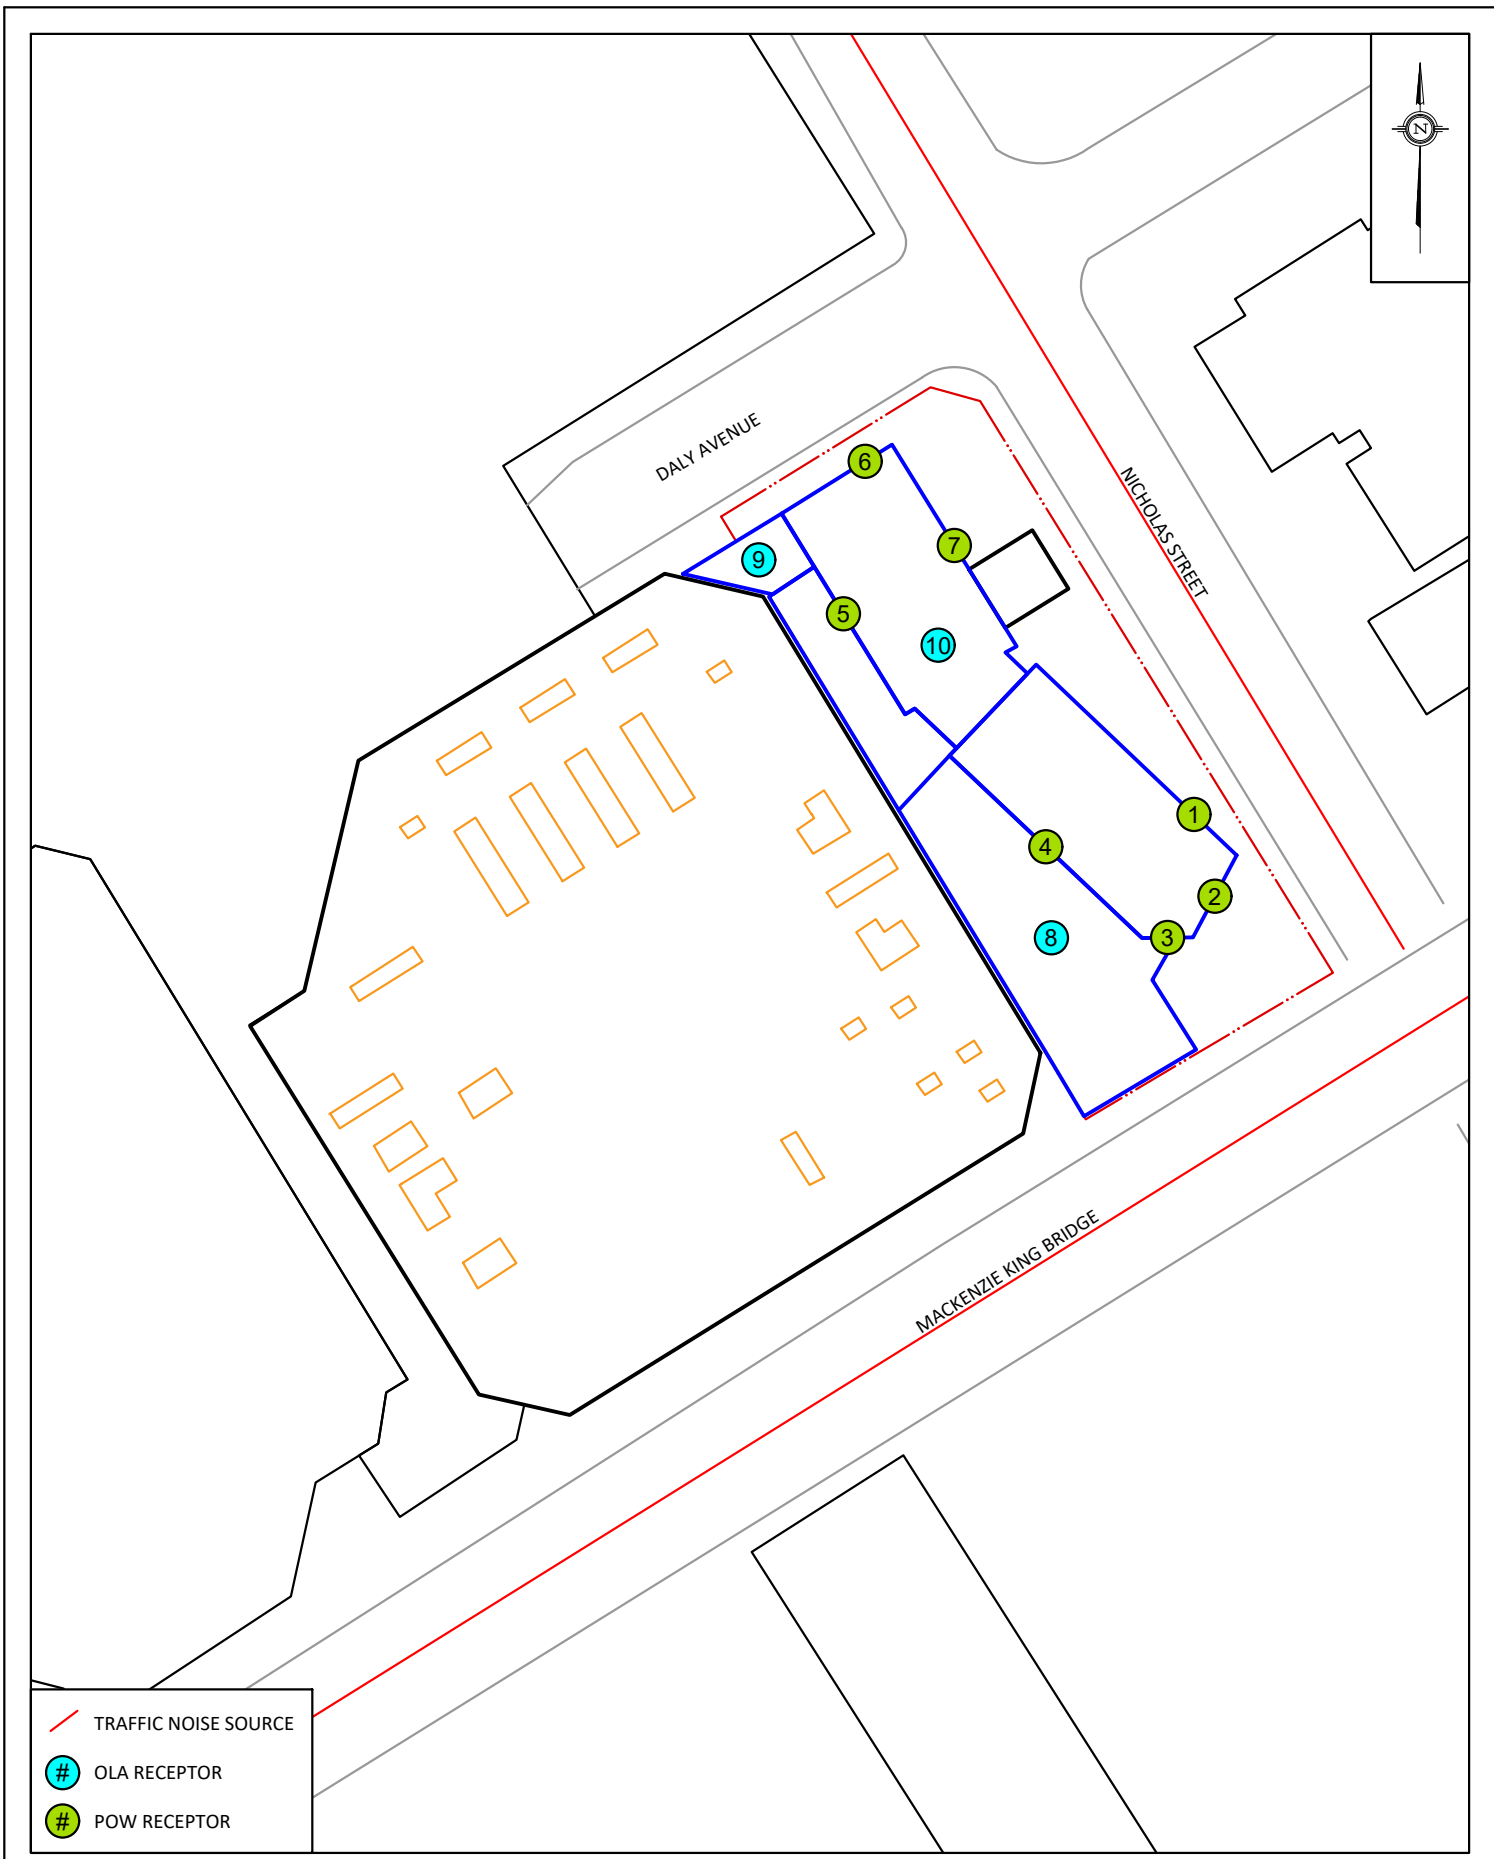 N
DALY AVENUE
NICHOLAS STREET
6
7
9
5
10
1
4
2
3
8
MACKENZIE KING BRIDGE
TRAFFIC NOISE SOURCE
# OLA RECEPTOR
# POW RECEPTOR